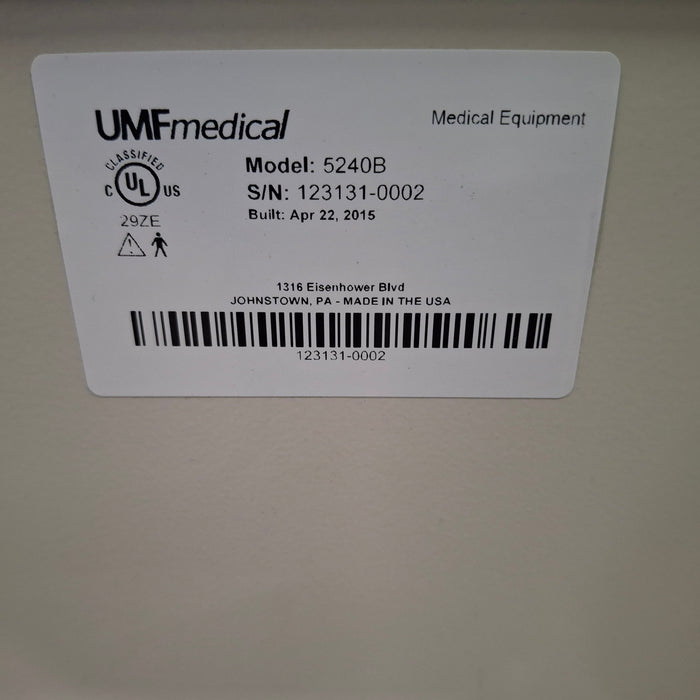 UMFmedical
Medical Equipment
CLASSIFIED
C UL US
29ZE
Model: 5240B
S/N: 123131-0002
Built: Apr 22, 2015
1316 Eisenhower Blvd
JOHNSTOWN, PA - MADE IN THE USA
123131-0002